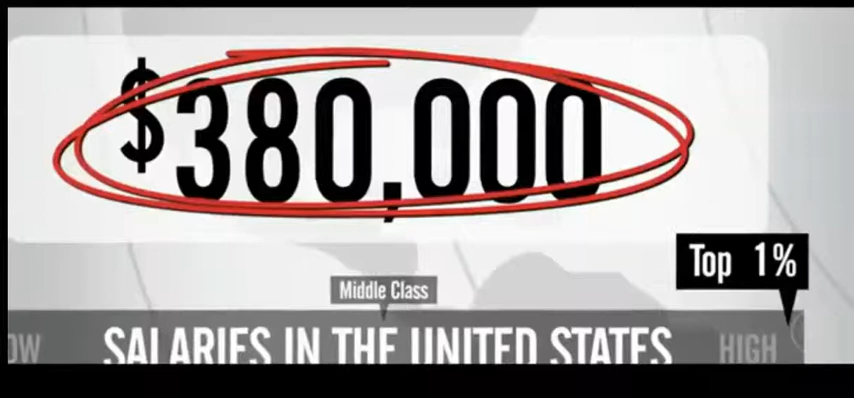 $380,000
Top 1%
Middle Class
SALARIES IN THE UNITED STATES
HIGH